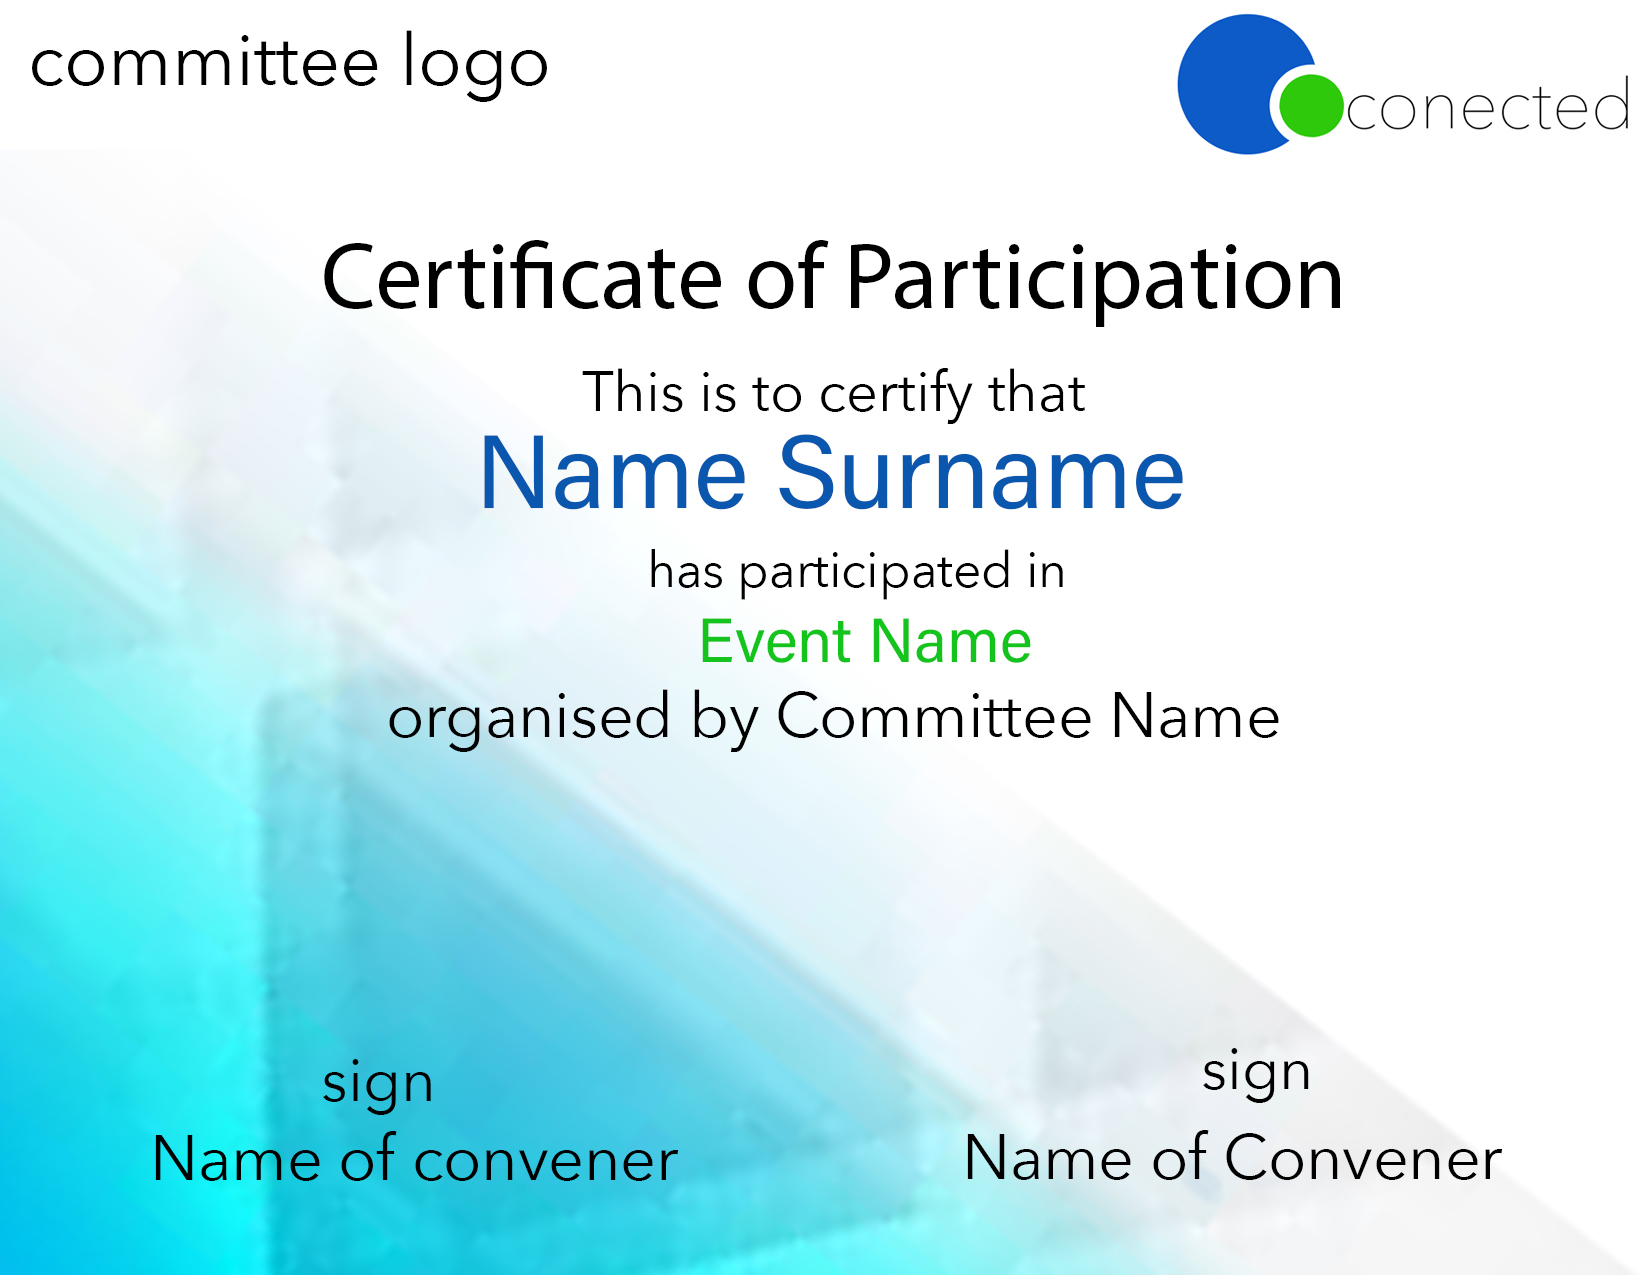 committee logo
conected
Certificate of Participation
This is to certify that
Name Surname
has participated in
Event Name
organised by Committee Name
sign
Name of convener
sign
Name of Convener